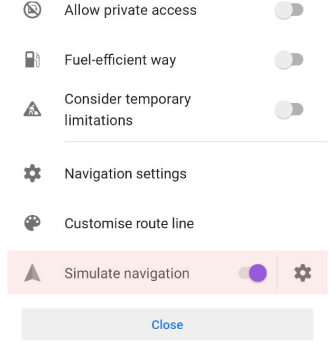 Allow private access
Fuel-efficient way
Consider temporary
limitations
Navigation settings
Customise route line
Simulate navigation
Close